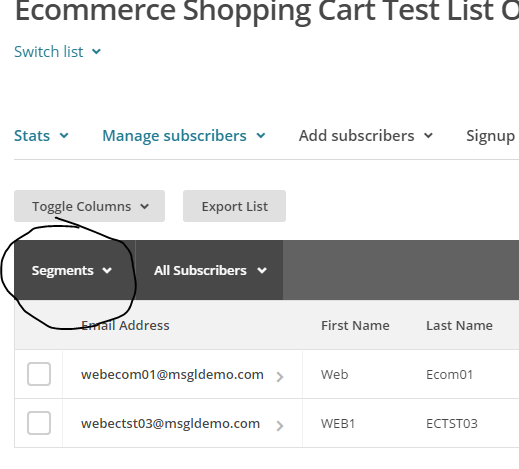 Ecommerce Shopping Cart Test List
Switch list
Stats Manage subscribers Add subscribers Signup
Toggle Columns Export List
Segments All Subscribers
Email Address First Name Last Name
webecom01@msgldemo.com Web Ecom01
webectst03@msgldemo.com WEB1 ECTST03